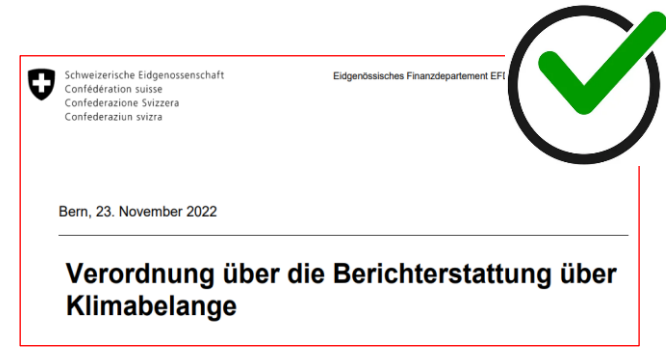 Schweizerische Eidgenossenschaft
Confédération suisse
Confederazione Svizzera
Confederaziun svizra
Eidgenössisches Finanzdepartement
Bern, 23. November 2022
Verordnung über die Berichterstattung über
Klimabelange